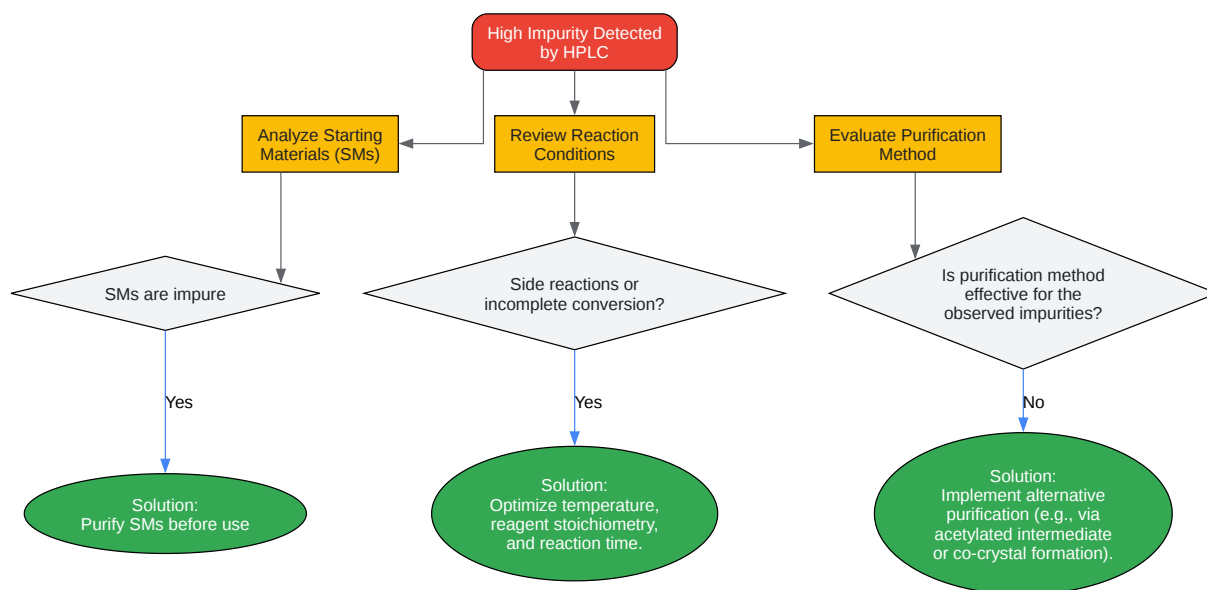 High Impurity Detected
by HPLC
Analyze Starting
Materials (SMs)
Review Reaction
Conditions
Evaluate Purification
Method
SMs are impure
Side reactions or
incomplete conversion?
Is purification method
effective for the
observed impurities?
Yes
Yes
No
Solution:
Purify SMs before use
Solution:
Optimize temperature,
reagent stoichiometry,
and reaction time.
Solution:
Implement alternative
purification (e.g., via
acetylated intermediate
or co-crystal formation).